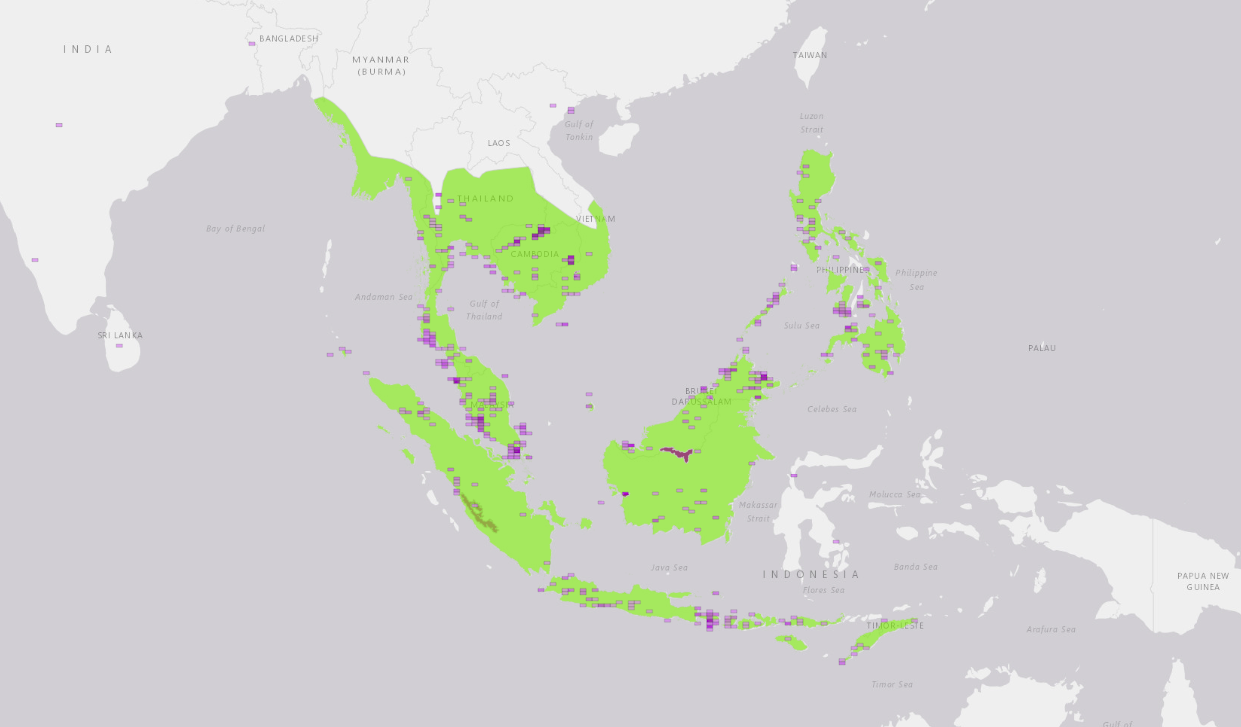 BANGLADESH
INDIA
TAIWAN
MYANMAR
(BURMA)
Luzon
Strait
Gulf of
Tonkin
LAOS
THAILAND
VIETNAM
Bay of Bengal
CAMBODIA
PHILIPPINE
Philippine
Sea
Andaman Sea
Gulf of
Thailand
Sulu Sea
SRI LANKA
PALAU
BRUNEI
DARUSSALAM
MALAYSIA
Celebes Sea
Molucca Sea
Makassar
Strait
Java Sea
Banda Sea
INDONESIA
PAPUA NEW
GUINEA
Flores Sea
TIMOR-LESTE
Arafura Sea
Timor Sea
Gulf of